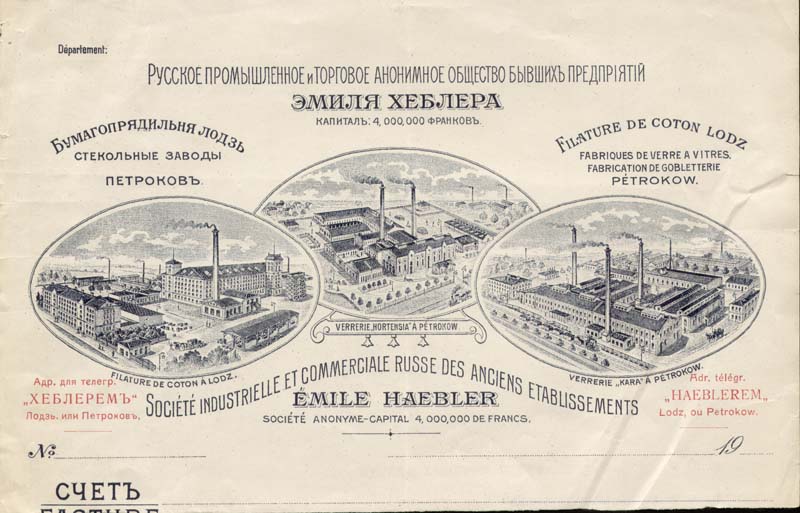 Département:
Русское промышленное и торговое анонимное общество бывшихъ предпріятій
ЭМИЛЯ ХЕБЛЕРА
КАПИТАЛЪ: 4,000,000 ФРАНКОВЪ.
Бумагопрядильня Лодзь
СТЕКОЛЬНЫЕ ЗАВОДЫ
ПЕТРОКОВЪ.
Filature de Coton Lodz
FABRIQUES DE VERRE A VITRES.
FABRICATION DE GOBLETTERIE
PÉTROKOW.
VERRERIE „HORTENSIA" À PÉTROKOW
FILATURE DE COTON À LODZ.
VERRERIE „KARA" À PÉTROKOW.
Адр. для телегр.
„ХЕБЛЕРЕМЪ"
Лодзь. или Петроковъ.
Société Industrielle et Commerciale Russe des Anciens Etablissements
ÉMILE HAEBLER
SOCIÉTÉ ANONYME-CAPITAL 4,000,000 DE FRANCS.
Adr. télégr.
„HAEBLEREM"
Lodz, ou Petrokow.
№
19
СЧЕТЪ
FACTURE